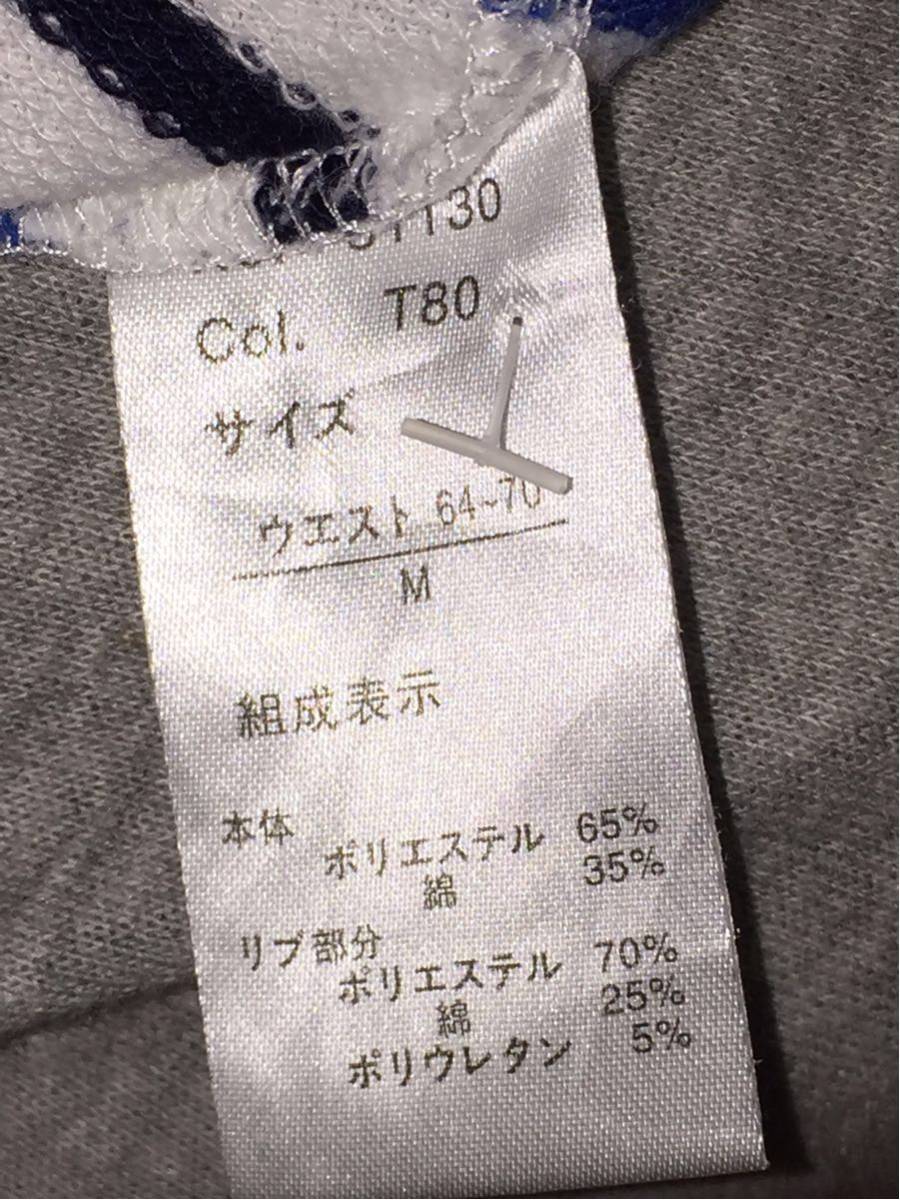 Col. T80
サイズ
ウエスト 64~70
M
組成表示
本体
ポリエステル 65%
綿 35%
リブ部分
ポリエステル 70%
綿 25%
ポリウレタン 5%